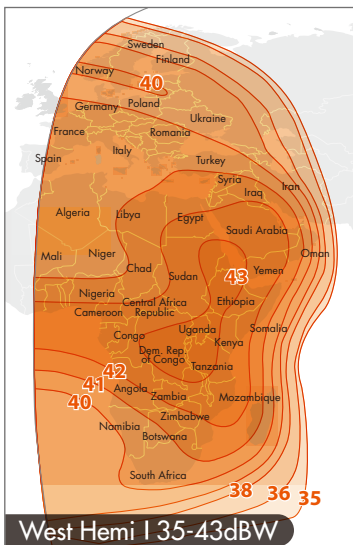 Sweden
Finland
Norway
40
Germany
Poland
Ukraine
France
Romania
Italy
Spain
Turkey
Syria
Iraq
Iran
Algeria
Libya
Egypt
Saudi Arabia
Oman
Mali
Niger
Chad
Sudan
43
Yemen
Nigeria
Central Africa
Republic
Ethiopia
Cameroon
Congo
Uganda
Kenya
Somalia
Dem. Rep.
of Congo
Tanzania
42
41
40
Angola
Zambia
Mozambique
Zimbabwe
Namibia
Botswana
South Africa
38
36
35
West Hemi I 35-43dBW